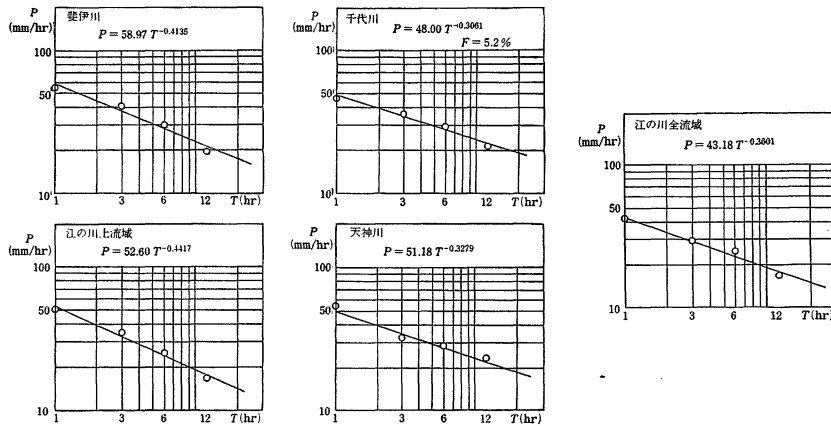 P
(mm/hr)
斐伊川
P = 58.97 T^-0.4135
100
50
10
1 3 6 12 T(hr)
P
(mm/hr)
千代川
P = 48.00 T^-0.3061
F = 5.2 %
100
50
10
1 3 6 12 T(hr)
P
(mm/hr)
江の川全流域
P = 43.18 T^-0.3601
100
50
10
1 3 6 12 T(hr)
P
(mm/hr)
江の川上流域
P = 52.60 T^-0.4417
100
50
10
1 3 6 12 T(hr)
P
(mm/hr)
天神川
P = 51.18 T^-0.3279
100
50
10
1 3 6 12 T(hr)